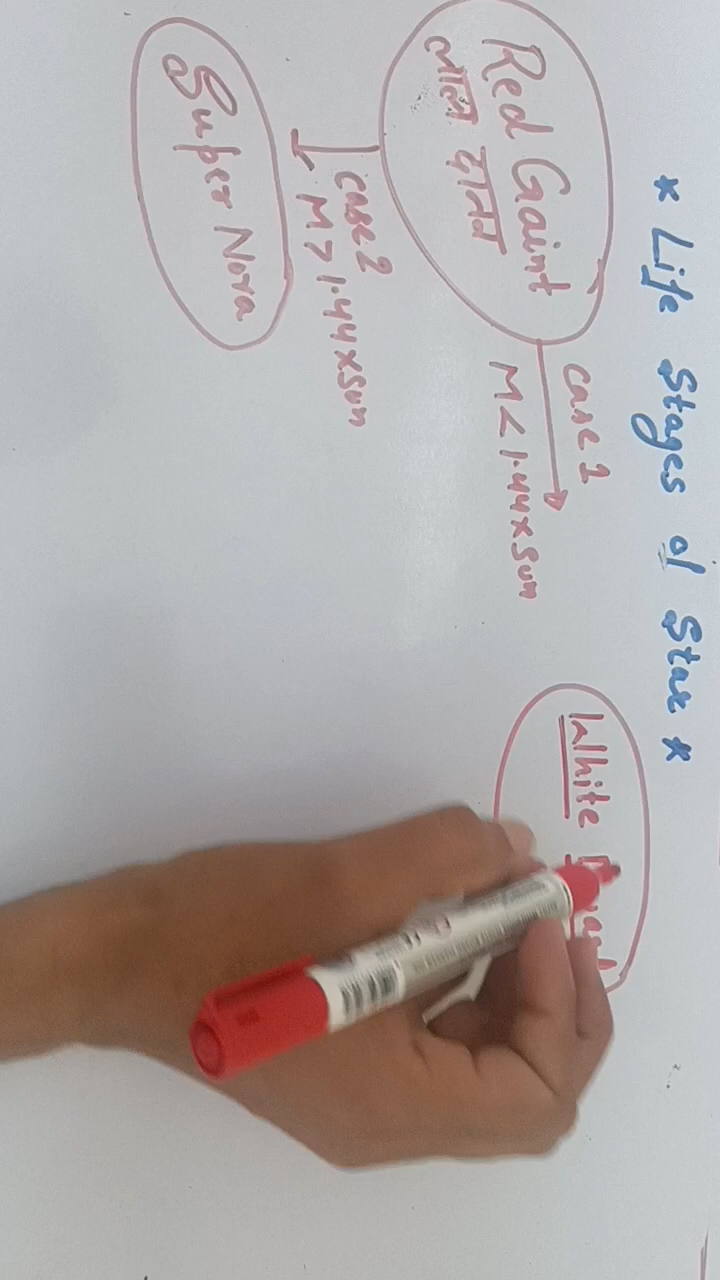 * Life Stages of Star *
Red Gaint
लाल दानव
case 1
M < 1.44 x Sun
White
case 2
M > 1.44 x Sun
Super Nova